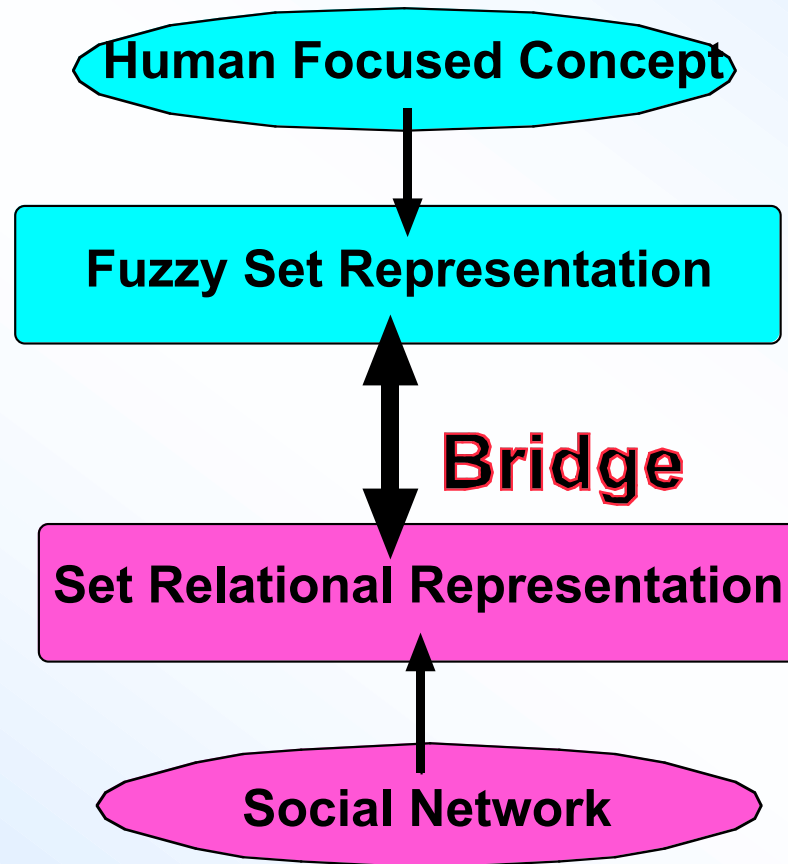 Human Focused Concept
Fuzzy Set Representation
Bridge
Set Relational Representation
Social Network